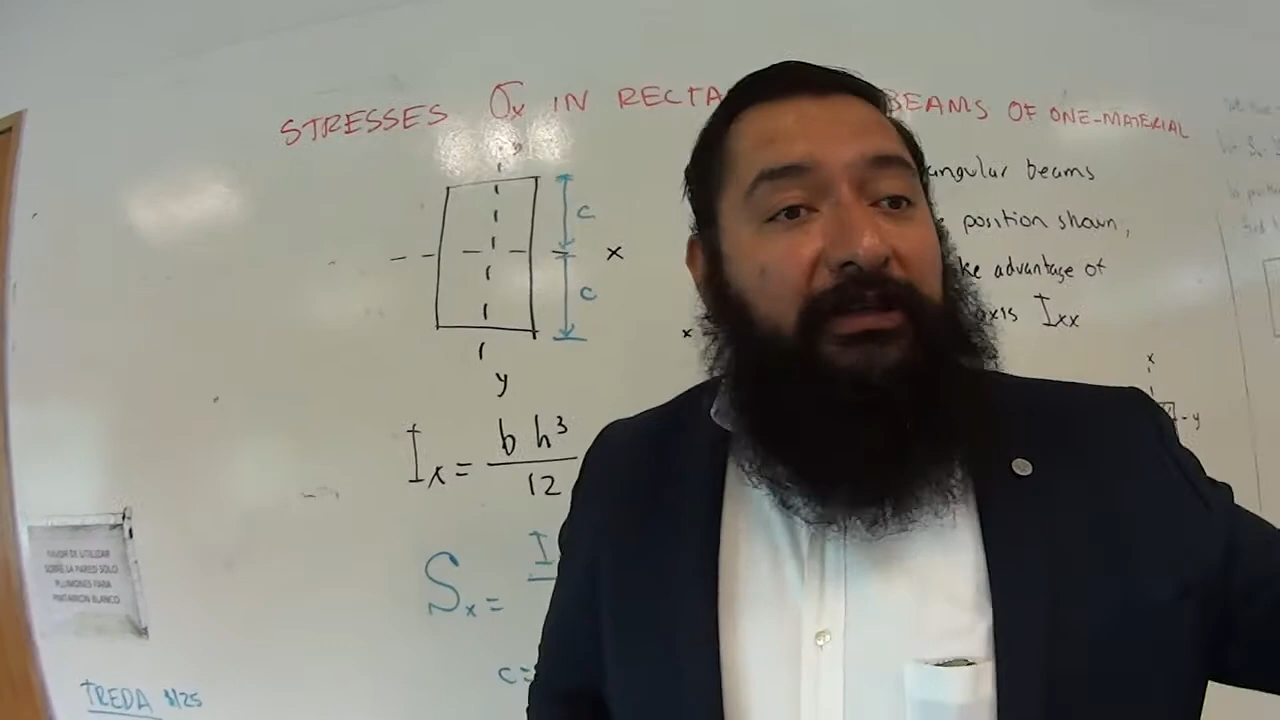 STRESSES σx IN RECTA BEAMS OF ONE-MATERIAL
angular beams
position shown,
ke advantage of
axis Ixx
c
x
c
x
y
x
y
Ix = b h³
12
Sx = I
c =
FAVOR DE UTILIZAR
SOBRE LA PARED SOLO
PLUMONES PARA
PINTARRON BLANCO
TREDA